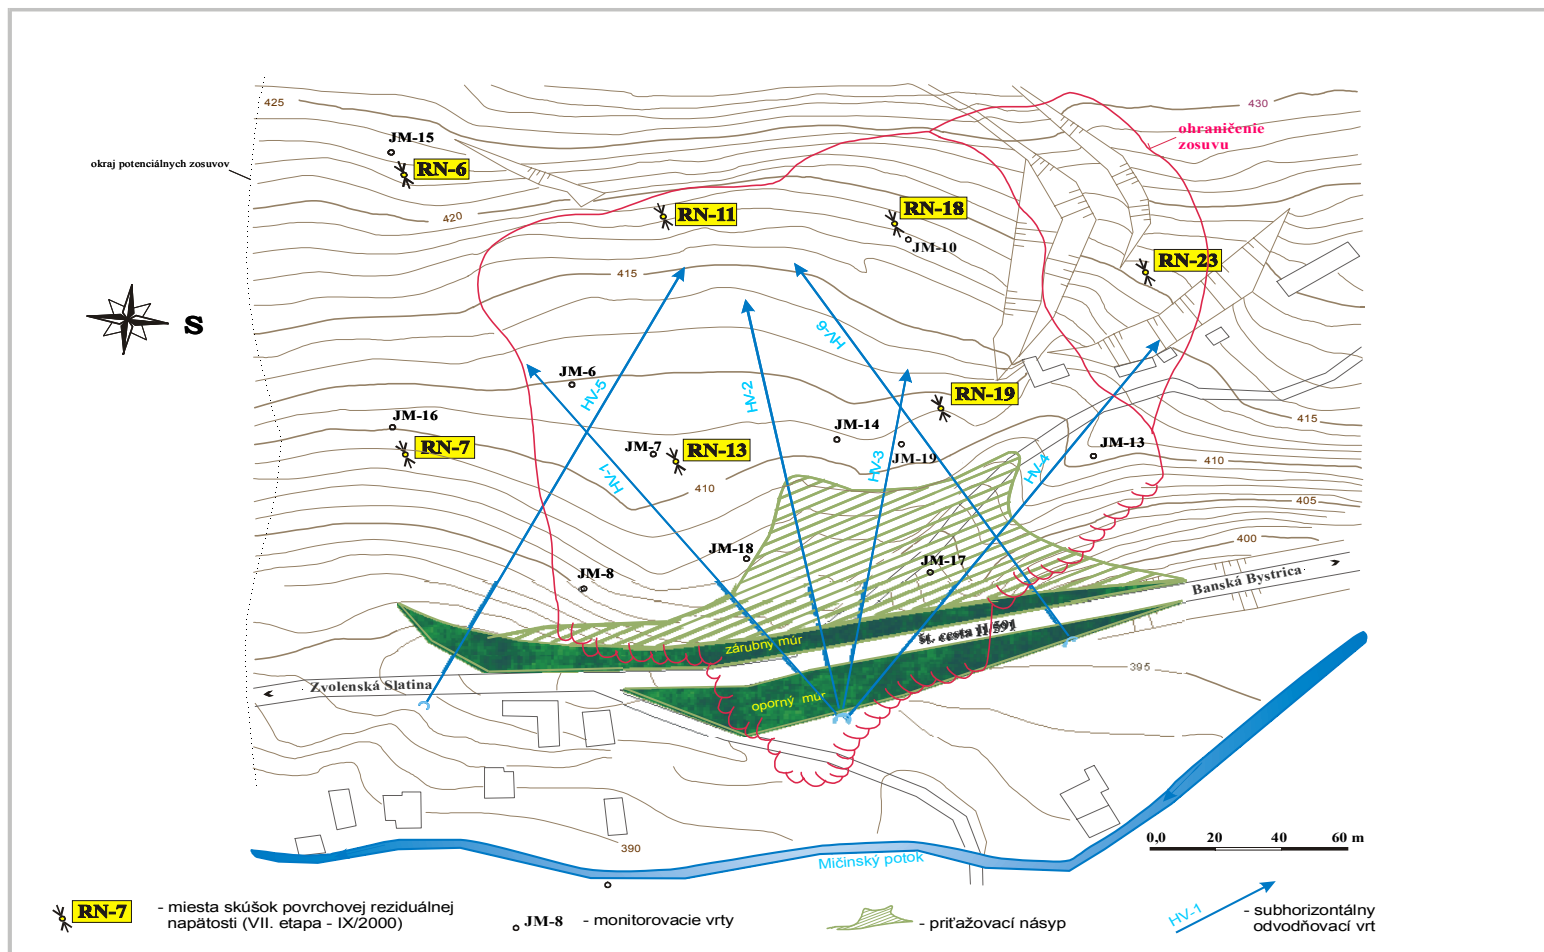 425
430
JM-15
ohraničenie
zosuvu
okraj potenciálnych zosuvov
RN-6
RN-11
RN-18
420
JM-10
RN-23
415
S
HV-6
JM-6
HV-5
HV-2
RN-19
JM-16
JM-14
415
RN-7
JM-7
RN-13
JM-19
JM-13
HV-1
HV-3
HV-4
410
410
405
JM-18
400
JM-8
JM-17
Banská Bystrica
zárubný múr
št. cesta II/591
395
Zvolenská Slatina
oporný múr
0,0 20 40 60 m
390
Mičinský potok
RN-7 - miesta skúšok povrchovej reziduálnej
napätosti (VII. etapa - IX/2000)
JM-8 - monitorovacie vrty
- priťažovací násyp
HV-1 - subhorizontálny
odvodňovací vrt